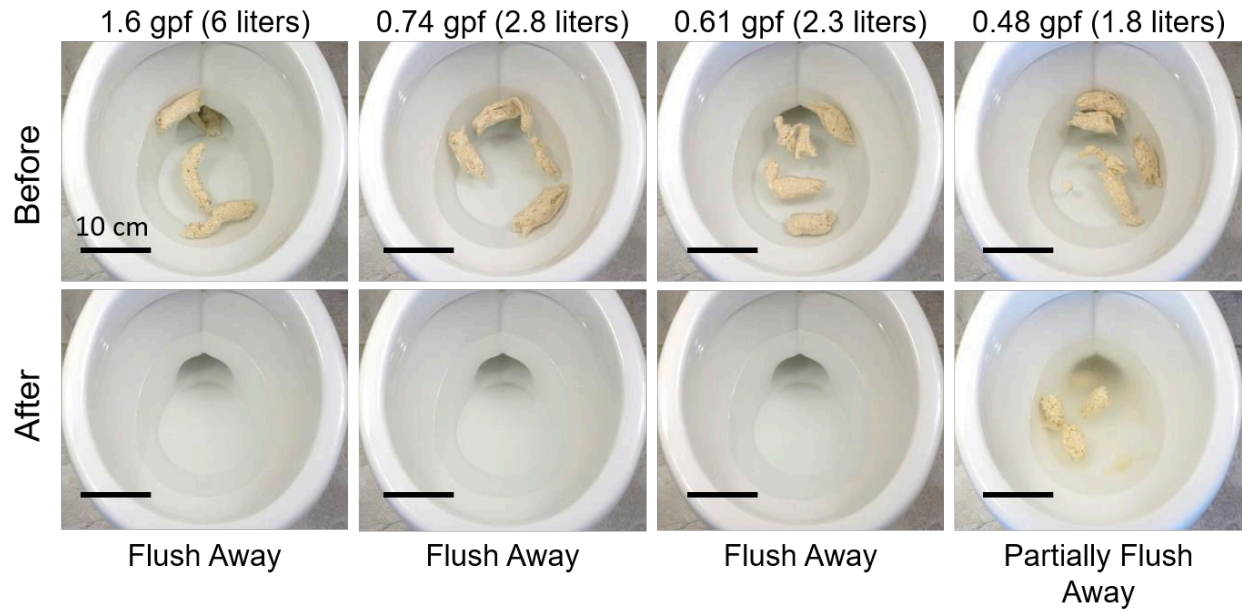 1.6 gpf (6 liters)
0.74 gpf (2.8 liters)
0.61 gpf (2.3 liters)
0.48 gpf (1.8 liters)
Before
10 cm
After
Flush Away
Flush Away
Flush Away
Partially Flush
Away